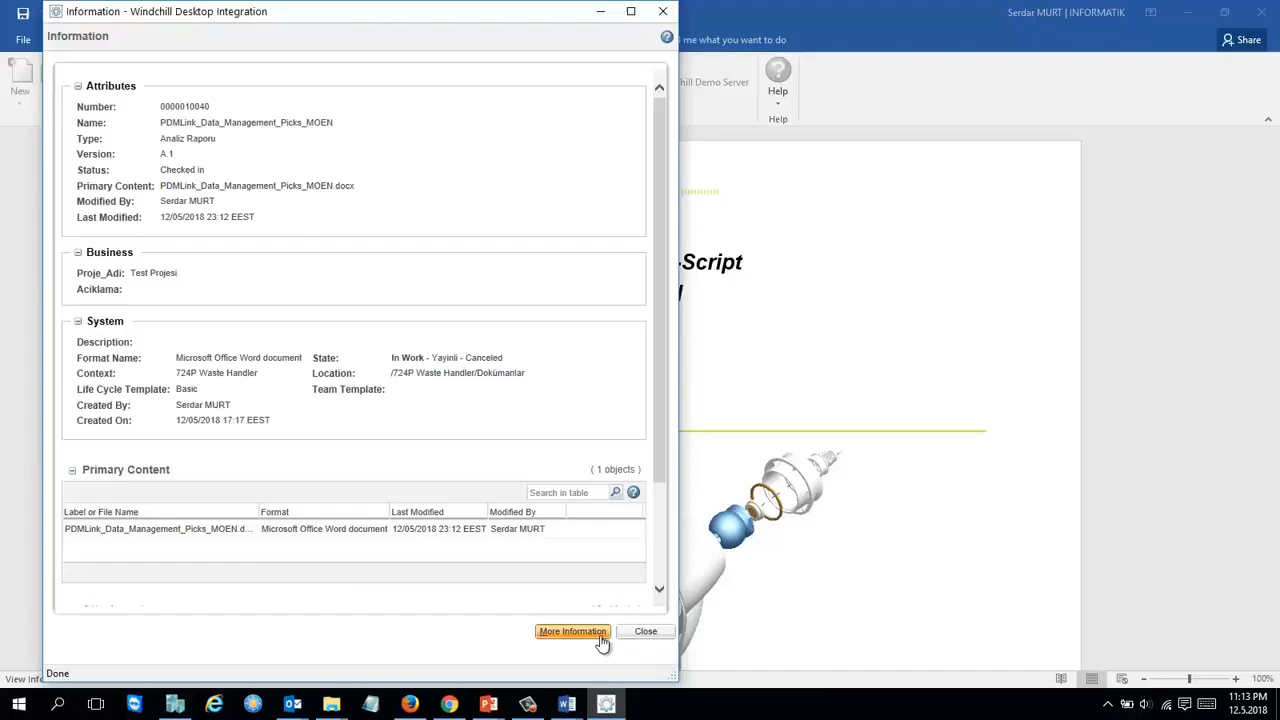 Information - Windchill Desktop Integration
Serdar MURT | INFORMATIK
File
Information
me what you want to do
Share
New
Attributes
Number: 0000010040
Name: PDMLink_Data_Management_Picks_MOEN
Type: Analiz Raporu
Version: A.1
Status: Checked in
Primary Content: PDMLink_Data_Management_Picks_MOEN.docx
Modified By: Serdar MURT
Last Modified: 12/05/2018 23:12 EEST
hill Demo Server
Help
Help
Business
Proje_Adi: Test Projesi
Aciklama:
-Script
System
Description:
Format Name: Microsoft Office Word document State: In Work - Yayinli - Canceled
Context: 724P Waste Handler Location: /724P Waste Handler/Dokümanlar
Life Cycle Template: Basic Team Template:
Created By: Serdar MURT
Created On: 12/05/2018 17:17 EEST
Primary Content ( 1 objects )
Search in table
Label or File Name Format Last Modified Modified By
PDMLink_Data_Management_Picks_MOEN.d... Microsoft Office Word document 12/05/2018 23:12 EEST Serdar MURT
More Information Close
Done
View Info
100%
11:13 PM
12.5.2018